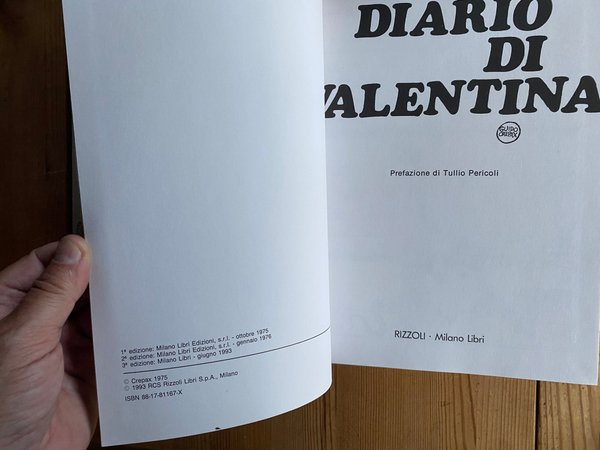 1ª edizione: Milano Libri Edizioni, s.r.l. - ottobre 1975
2ª edizione: Milano Libri Edizioni, s.r.l. - gennaio 1976
3ª edizione: Milano Libri - giugno 1993
© Crepax 1975
© 1993 RCS Rizzoli Libri S.p.A., Milano
ISBN 88-17-81167-X
DIARIO
DI
VALENTINA
GUIDO
CREPAX
Prefazione di Tullio Pericoli
RIZZOLI · Milano Libri